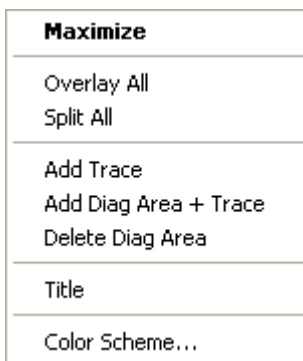 Maximize
Overlay All
Split All
Add Trace
Add Diag Area + Trace
Delete Diag Area
Title
Color Scheme...